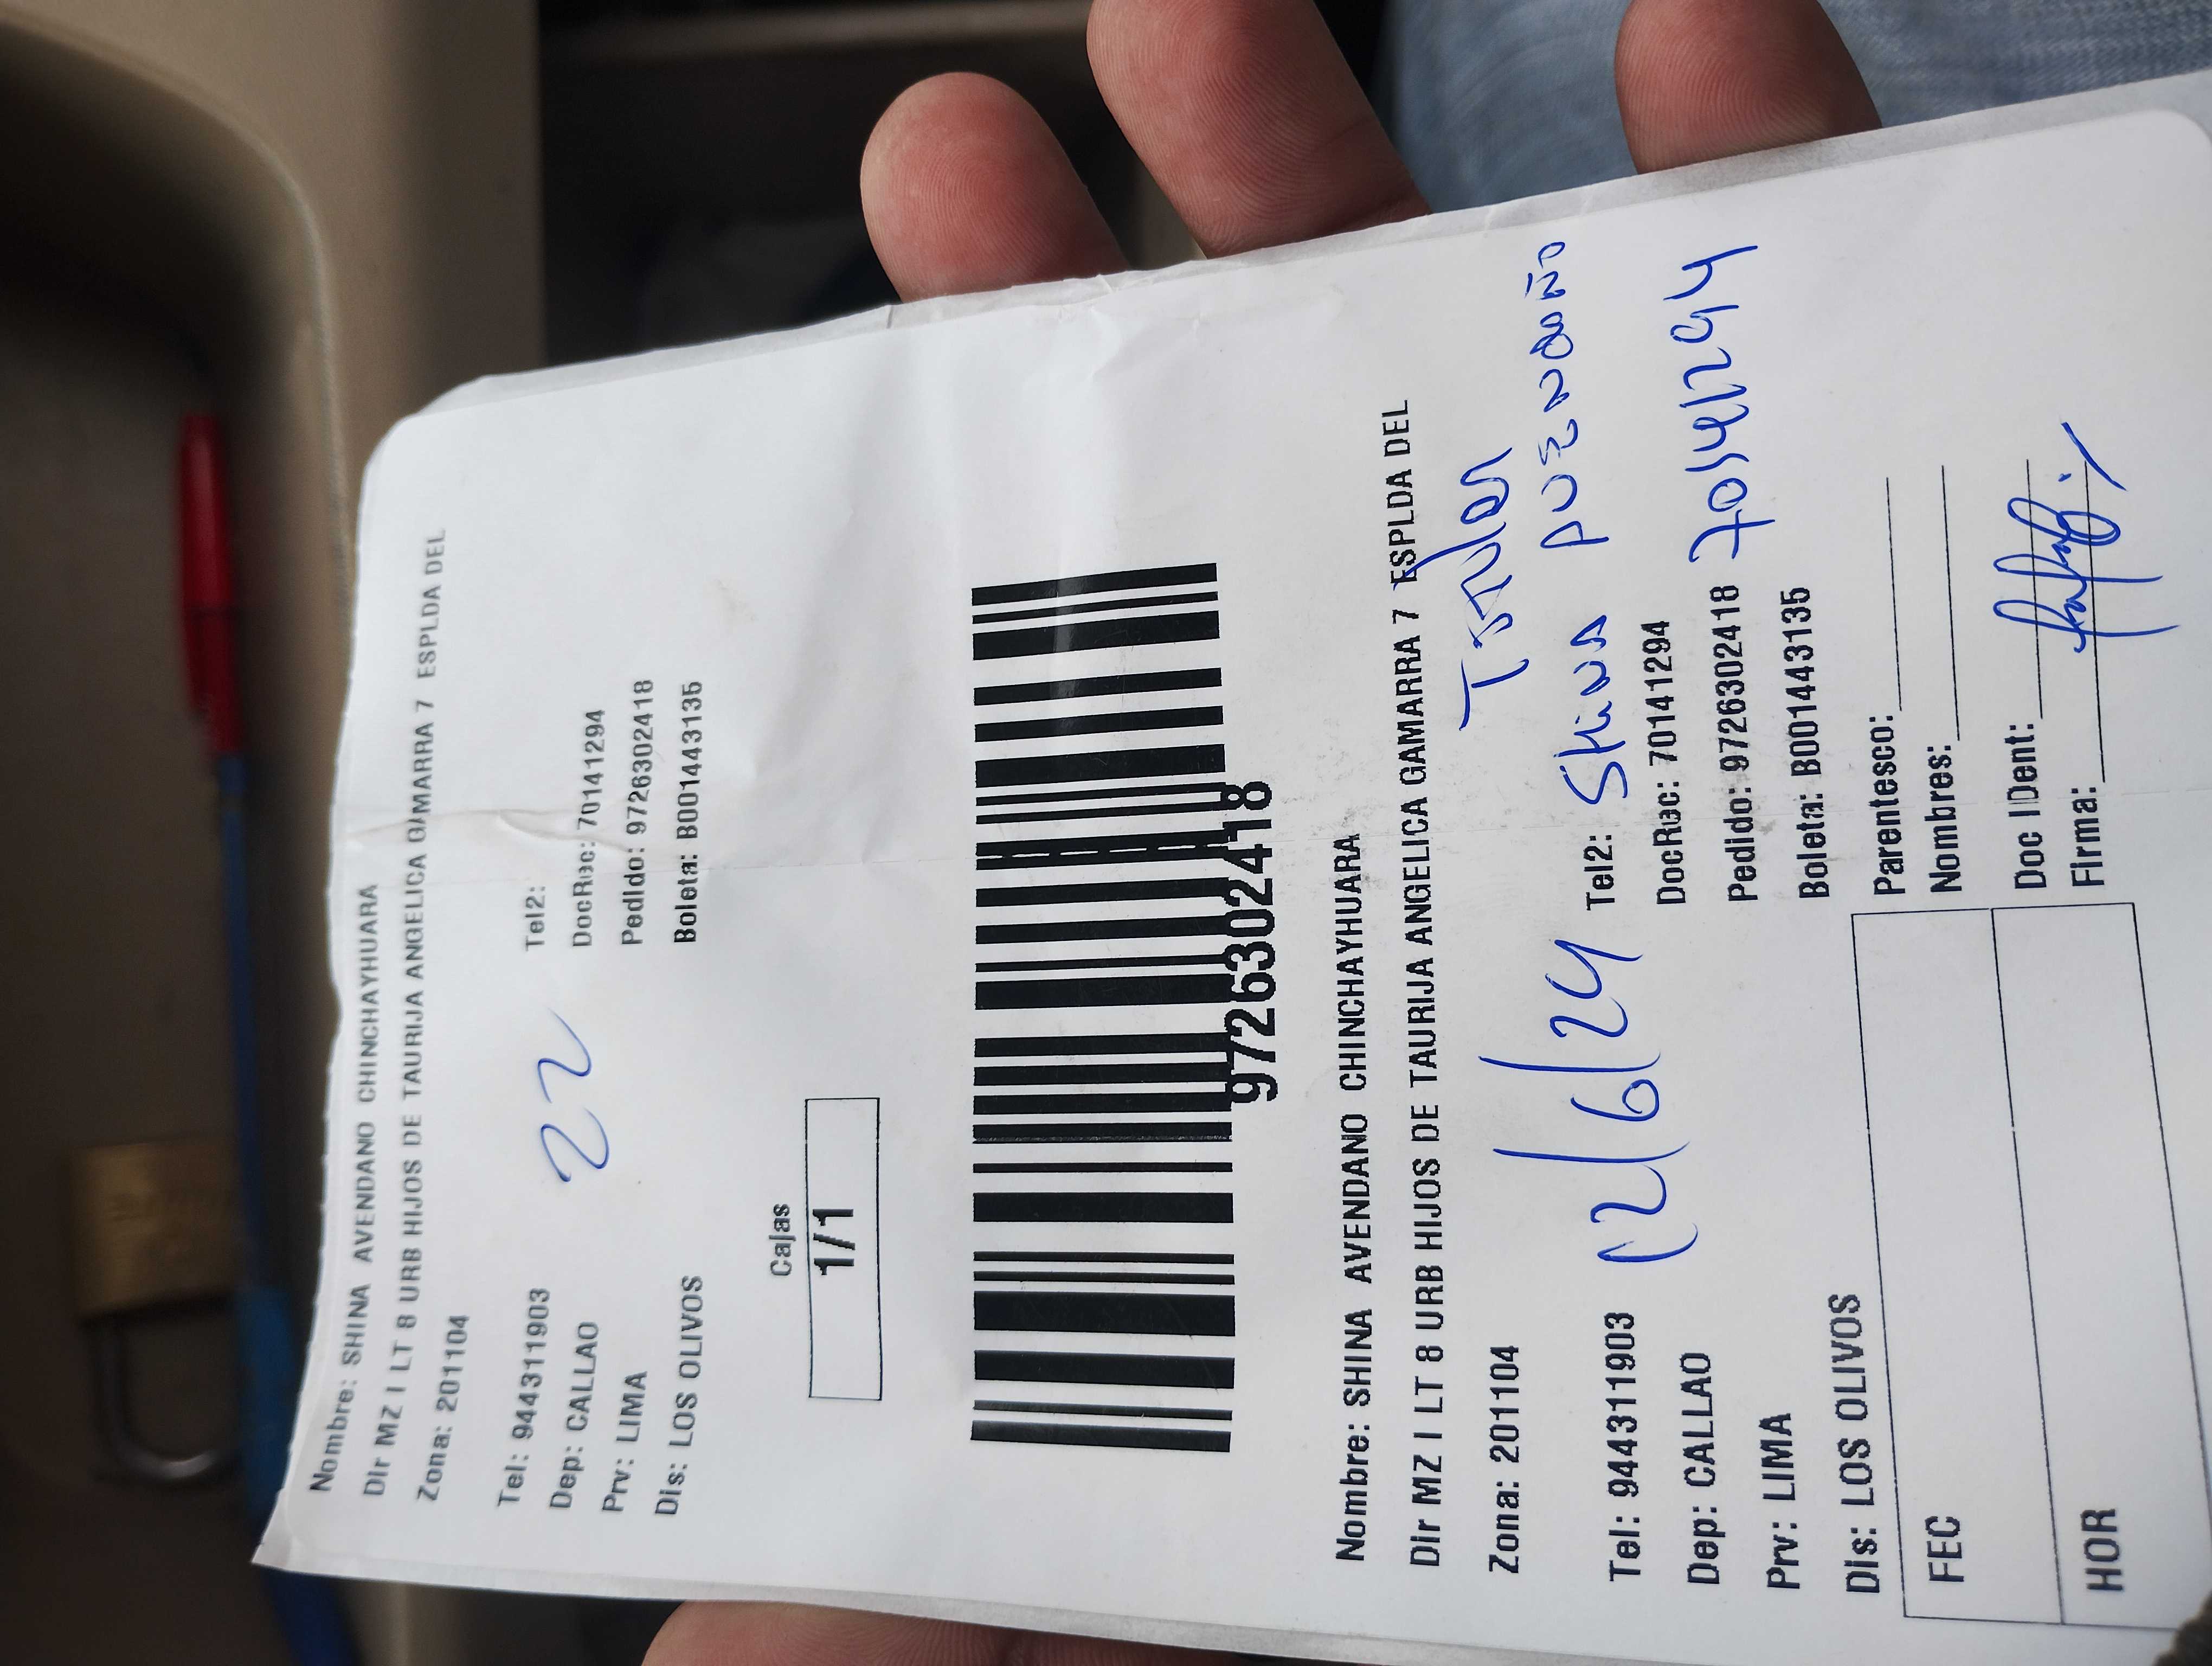 Nombre: SHINA AVENDANO CHINCHAYHUARA
Dir MZ I LT 8 URB HIJOS DE TAURIJA ANGELICA GAMARRA 7 ESPLDA DEL
Zona: 201104
22
Tel: 944311903 Tel2:
Dep: CALLAO DocRec: 70141294
Prv: LIMA Pedido: 9726302418
Dis: LOS OLIVOS Boleta: B001443135
Cajas
1/1
9726302418
Nombre: SHINA AVENDANO CHINCHAYHUARA
Dir MZ I LT 8 URB HIJOS DE TAURIJA ANGELICA GAMARRA 7 ESPLDA DEL
Zona: 201104
Titular
12/6/24
Shina
Tel: 944311903 Tel2:
Dep: CALLAO DocRec: 70141294
70141294
Prv: LIMA Pedido: 9726302418
Dis: LOS OLIVOS Boleta: B001443135
FEC Parentesco:
Nombres:
HOR Doc IDent:
Firma: